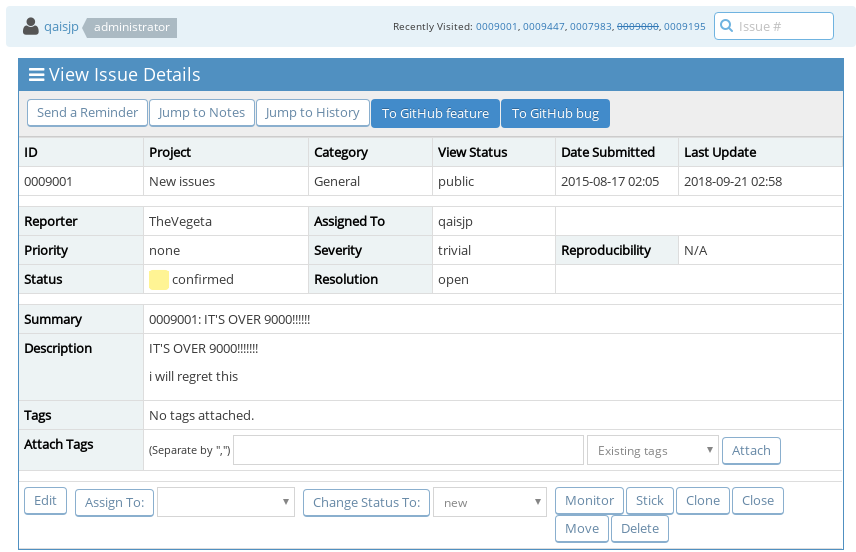 qaisjp administrator Recently Visited: 0009001, 0009447, 0007983, 0009000, 0009195 Issue #
View Issue Details
Send a Reminder Jump to Notes Jump to History To GitHub feature To GitHub bug
ID Project Category View Status Date Submitted Last Update
0009001 New issues General public 2015-08-17 02:05 2018-09-21 02:58
Reporter TheVegeta Assigned To qaisjp
Priority none Severity trivial Reproducibility N/A
Status confirmed Resolution open
Summary 0009001: IT'S OVER 9000!!!!!!
Description IT'S OVER 9000!!!!!!!
i will regret this
Tags No tags attached.
Attach Tags (Separate by ",") Existing tags Attach
Edit Assign To: Change Status To: new Monitor Stick Clone Close
Move Delete